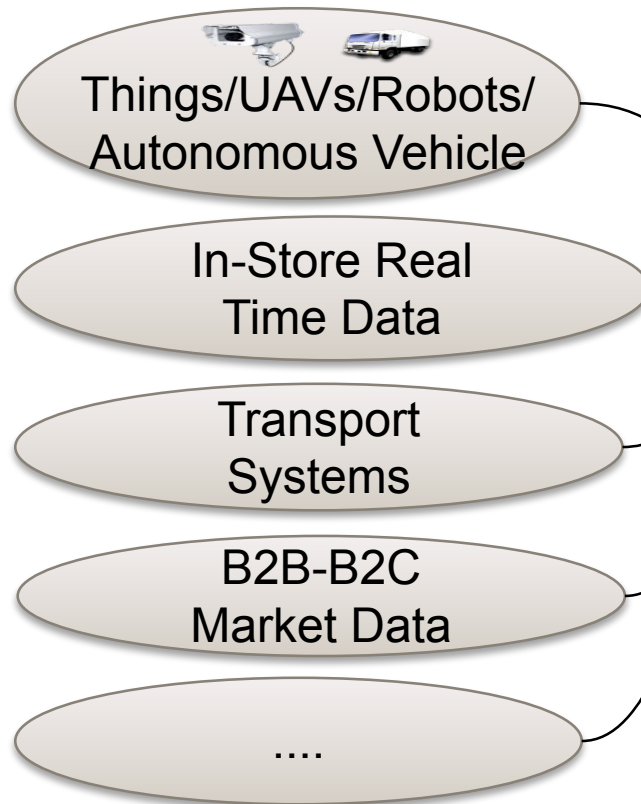 Things/UAVs/Robots/
Autonomous Vehicle
In-Store Real
Time Data
Transport
Systems
B2B-B2C
Market Data
....